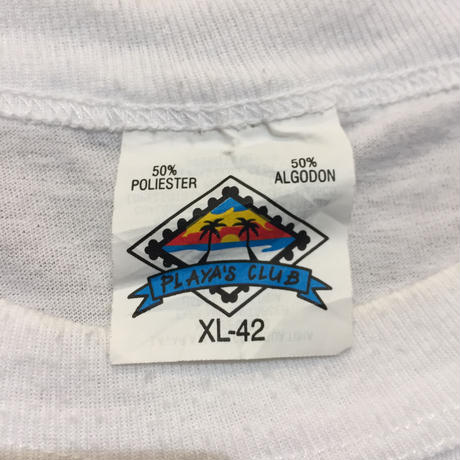 50% 50%
POLIESTER ALGODON
PLAYA'S CLUB
XL-42